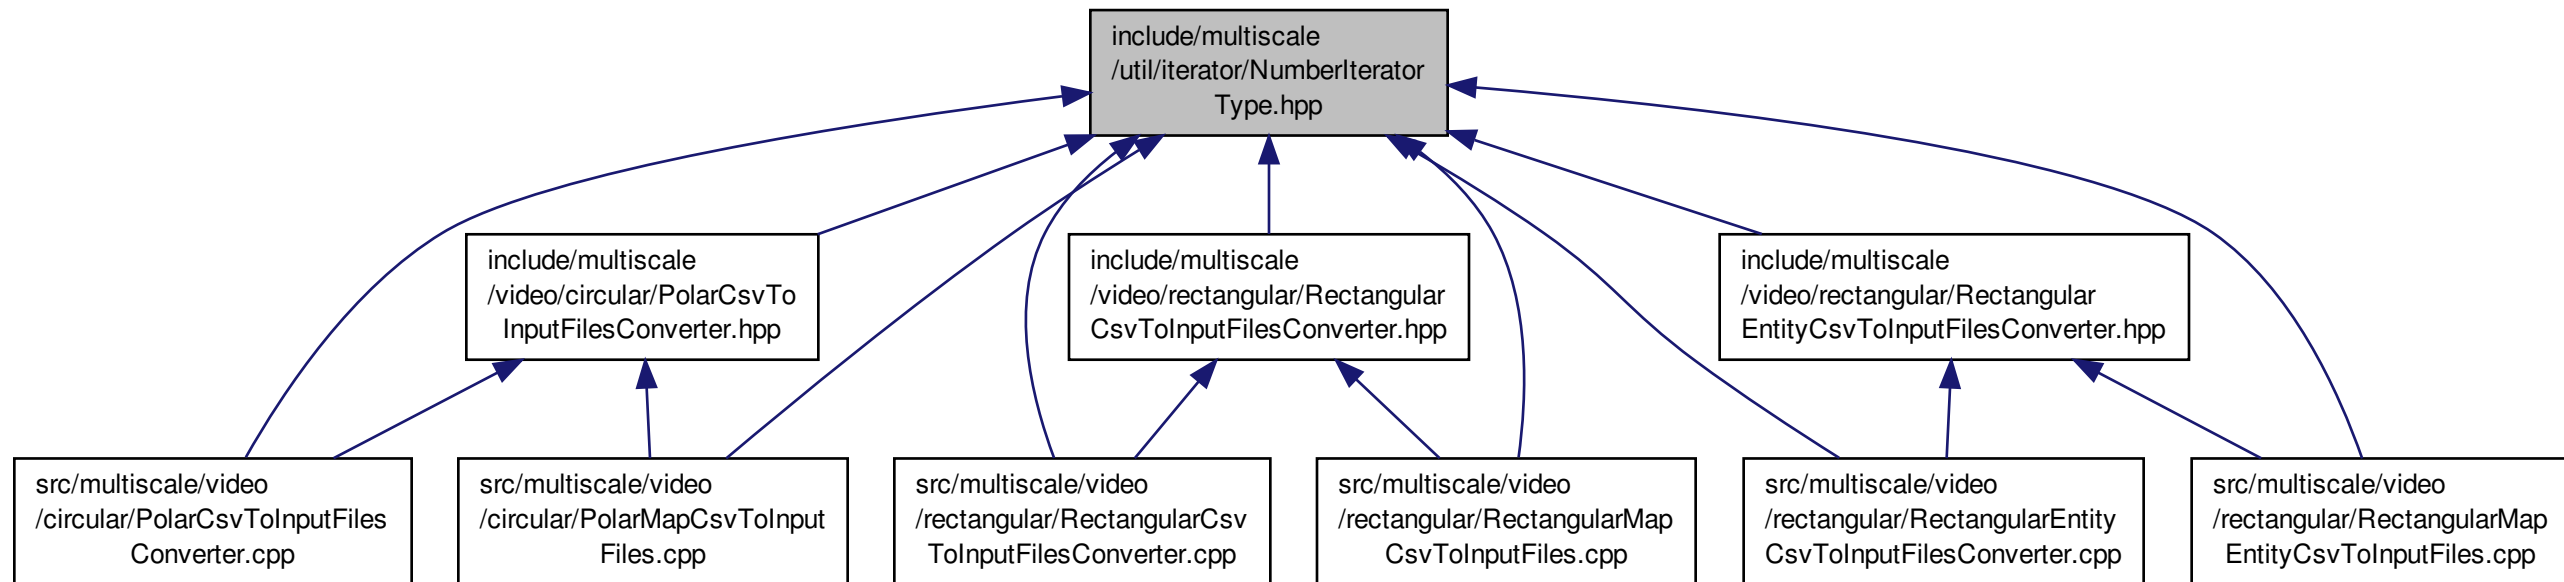 include/multiscale
/util/iterator/NumberIterator
Type.hpp
include/multiscale
/video/circular/PolarCsvTo
InputFilesConverter.hpp
include/multiscale
/video/rectangular/Rectangular
CsvToInputFilesConverter.hpp
include/multiscale
/video/rectangular/Rectangular
EntityCsvToInputFilesConverter.hpp
src/multiscale/video
/circular/PolarCsvToInputFiles
Converter.cpp
src/multiscale/video
/circular/PolarMapCsvToInput
Files.cpp
src/multiscale/video
/rectangular/RectangularCsv
ToInputFilesConverter.cpp
src/multiscale/video
/rectangular/RectangularMap
CsvToInputFiles.cpp
src/multiscale/video
/rectangular/RectangularEntity
CsvToInputFilesConverter.cpp
src/multiscale/video
/rectangular/RectangularMap
EntityCsvToInputFiles.cpp